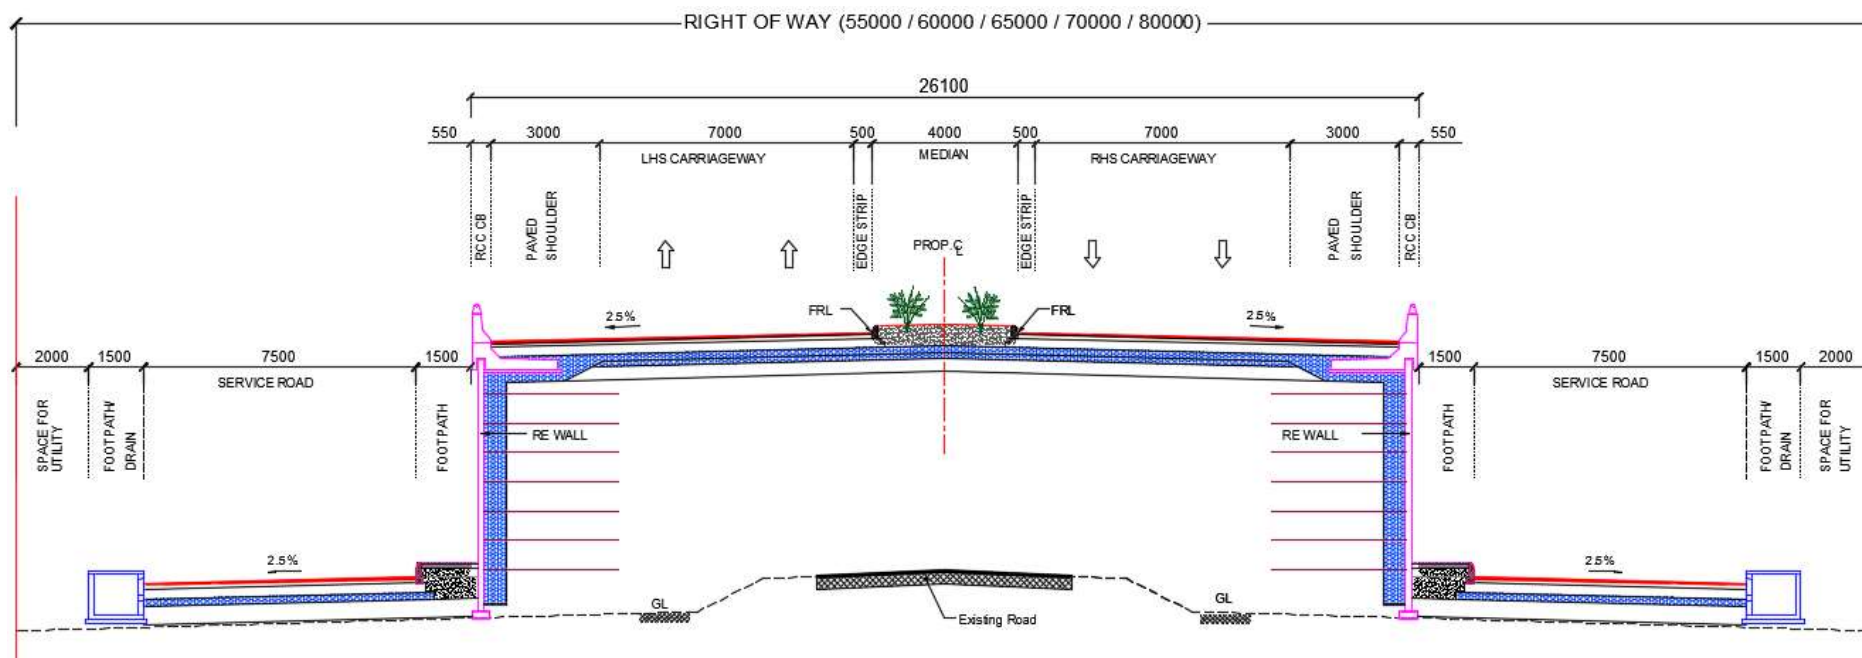 RIGHT OF WAY (55000 / 60000 / 65000 / 70000 / 80000)
26100
550 3000 7000 500 4000 500 7000 3000 550
LHS CARRIAGEWAY MEDIAN RHS CARRIAGEWAY
RCC CB
PAVED
SHOULDER
EDGE STRIP
EDGE STRIP
PAVED
SHOULDER
RCC CB
PROP. CL
FRL FRL
2.5% 2.5%
2000 1500 7500 1500 1500 7500 1500 2000
SERVICE ROAD SERVICE ROAD
SPACE FOR
UTILITY
FOOTPATH/
DRAIN
FOOTPATH
RE WALL RE WALL
FOOTPATH
FOOTPATH/
DRAIN
SPACE FOR
UTILITY
2.5% 2.5%
GL GL
Existing Road